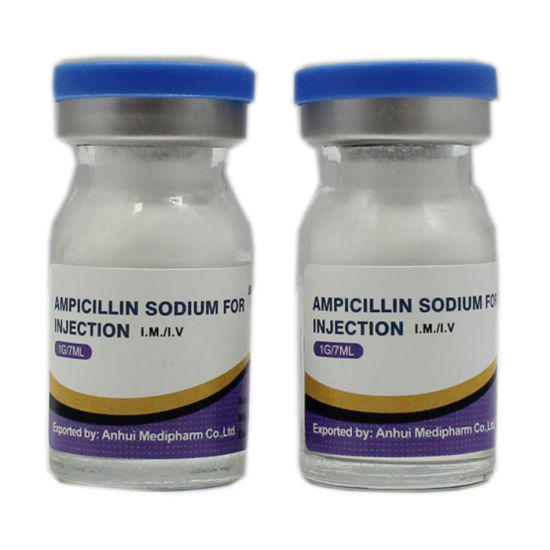 AMPICILLIN SODIUM FOR
INJECTION I.M./I.V
1G/7ML
Exported by: Anhui Medipharm Co.,Ltd.
AMPICILLIN SODIUM FO
INJECTION I.M./I.V
1G/7ML
Exported by: Anhui Medipharm Co.,Ltd